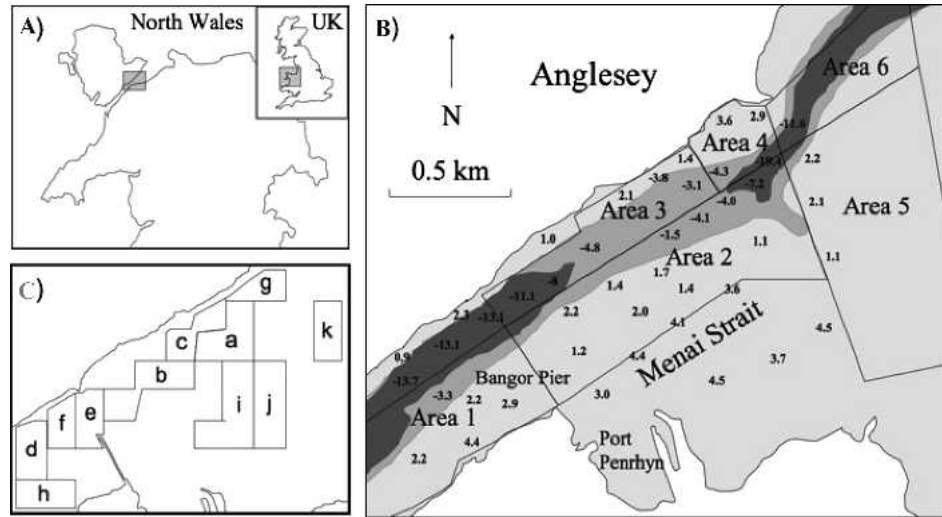 A)
North Wales
UK
C)
g
k
c
a
b
i
j
f
e
d
h
B)
Anglesey
N
0.5 km
Area 6
3.6
2.9
-11.6
Area 4
1.4
-4.3
-10.4
2.2
-3.8
-3.1
-7.2
2.1
Area 3
-4.0
2.1
Area 5
-4.1
1.0
-4.8
-1.5
1.1
Area 2
1.1
1.7
-8
1.4
1.4
3.6
-11.1
2.3
-13.1
2.2
2.0
4.1
Menai Strait
4.5
-13.1
0.9
1.2
4.4
3.7
-13.7
Bangor Pier
4.5
-3.3
2.2
2.9
3.0
Area 1
4.4
2.2
Port
Penrhyn